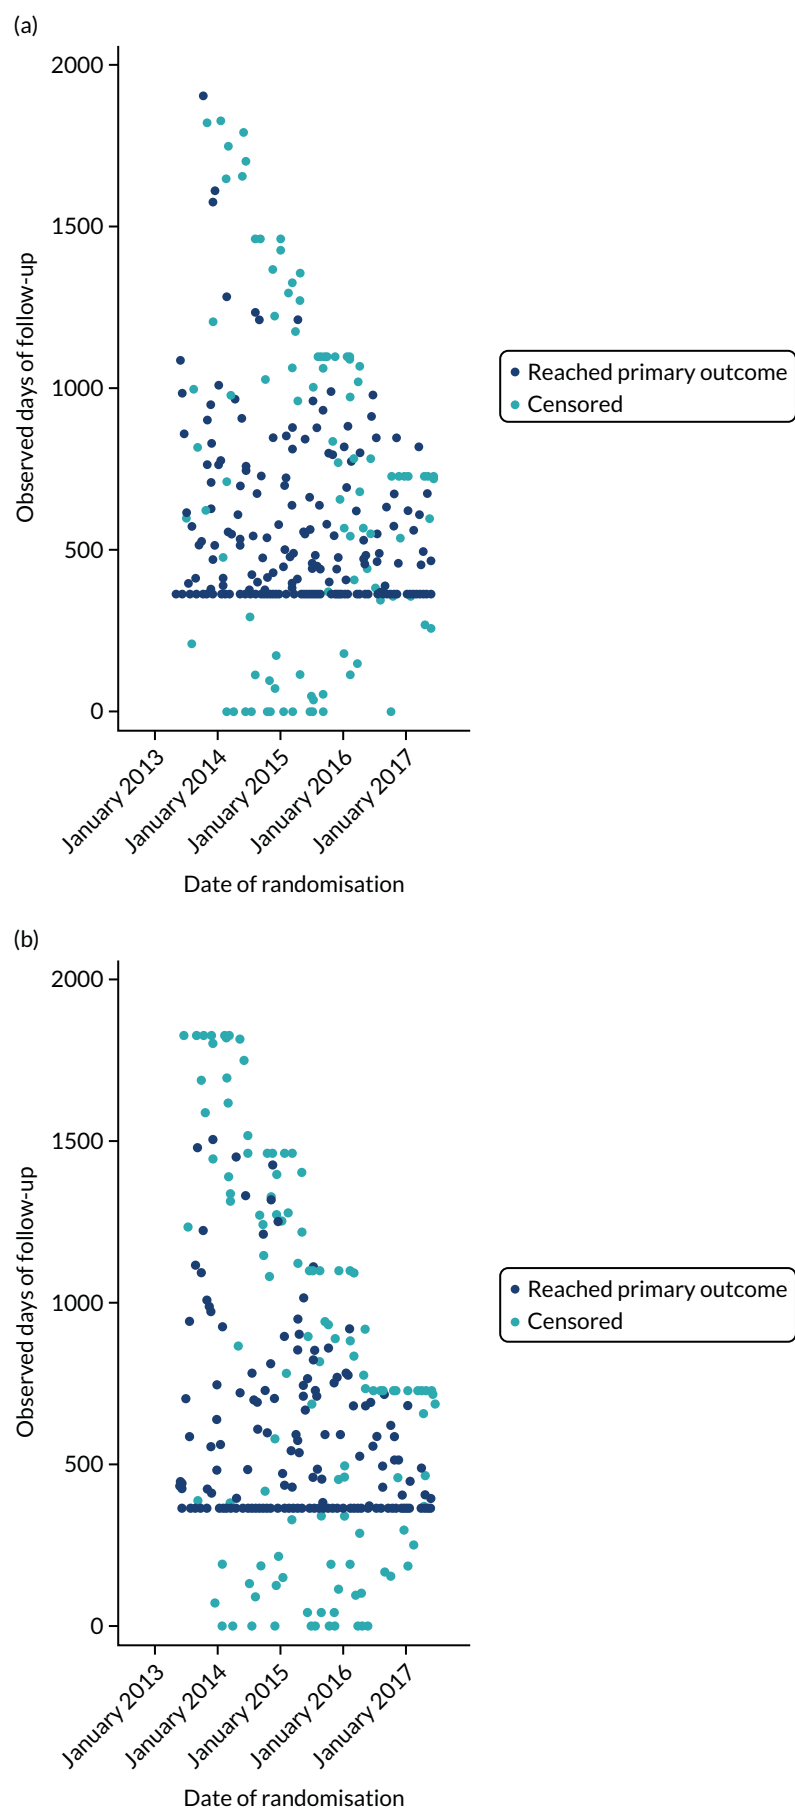 (a)
2000
1500
1000
500
0
Observed days of follow-up
Reached primary outcome
Censored
January 2013
January 2014
January 2015
January 2016
January 2017
Date of randomisation
(b)
2000
1500
1000
500
0
Observed days of follow-up
Reached primary outcome
Censored
January 2013
January 2014
January 2015
January 2016
January 2017
Date of randomisation